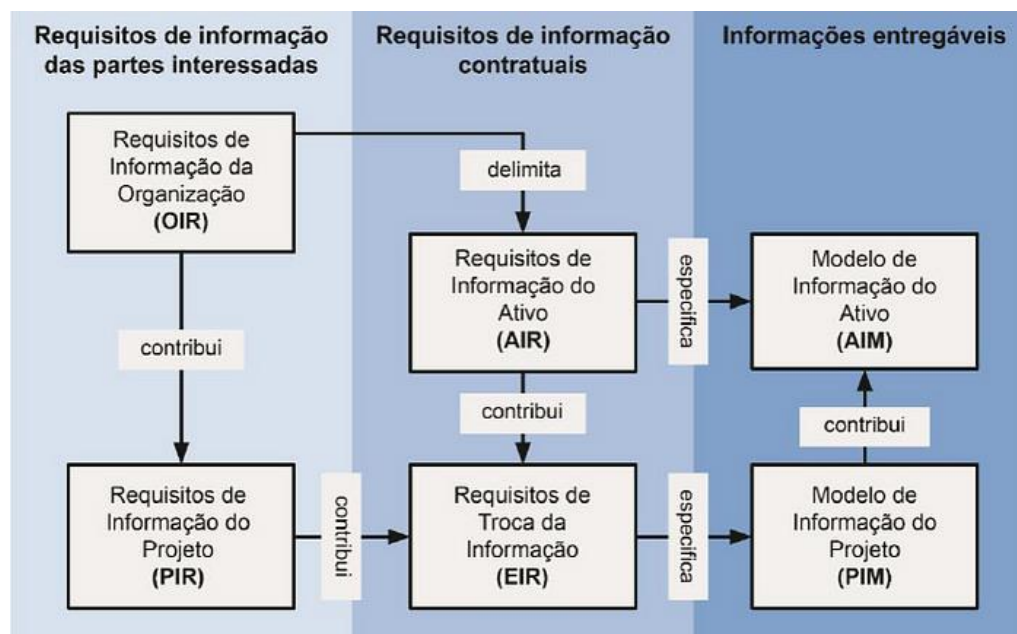 Requisitos de informação
das partes interessadas
Requisitos de informação
contratuais
Informações entregáveis
Requisitos de
Informação da
Organização
(OIR)
delimita
Requisitos de
Informação do
Ativo
(AIR)
especifica
Modelo de
Informação do
Ativo
(AIM)
contribui
contribui
contribui
Requisitos de
Informação do
Projeto
(PIR)
contribui
Requisitos de
Troca da
Informação
(EIR)
especifica
Modelo de
Informação do
Projeto
(PIM)